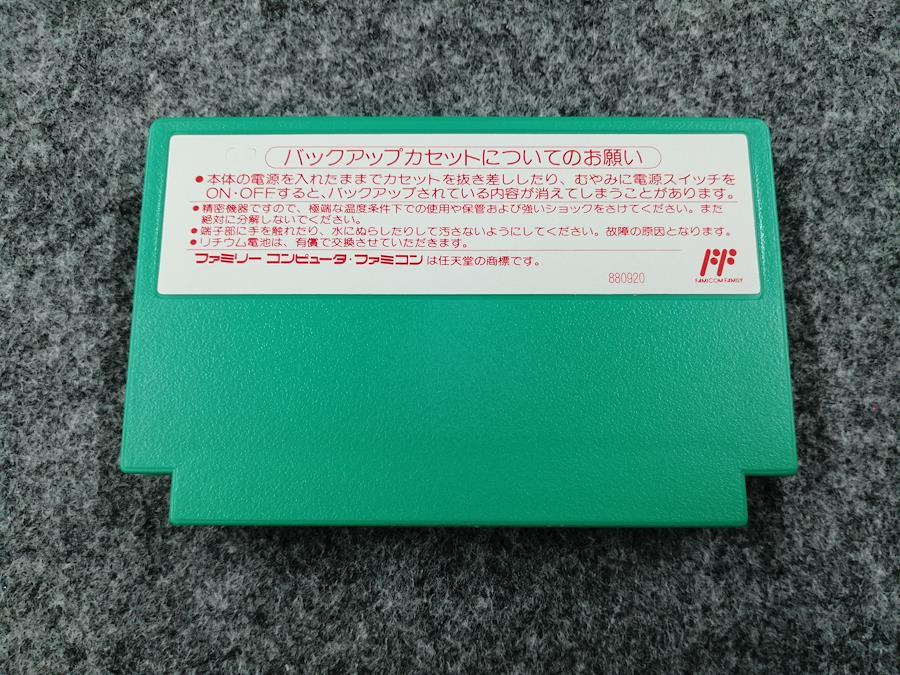 バックアップカセットについてのお願い
●本体の電源を入れたままでカセットを抜き差ししたり、むやみに電源スイッチを
ON・OFFすると、バックアップされている内容が消えてしまうことがあります。
●精密機器ですので、極端な温度条件下での使用や保管および強いショックをさけてください。また
絶対に分解しないでください。
●端子部に手を触れたり、水にぬらしたりして汚さないようにしてください。故障の原因となります。
●リチウム電池は、有償で交換させていただきます。
ファミリー コンピュータ・ファミコン は任天堂の商標です。
880920
FAMICOM FAMILY